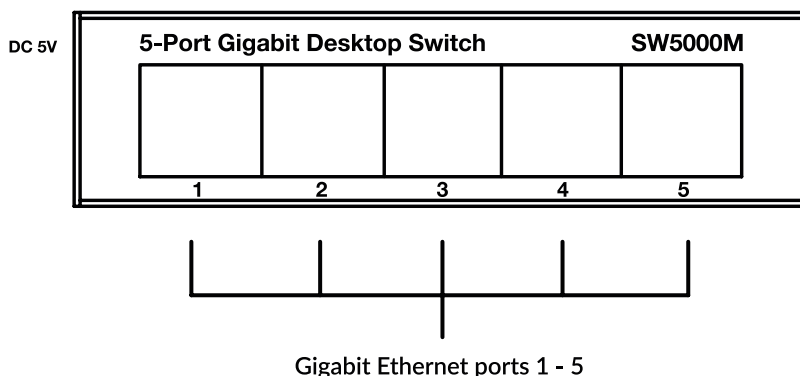 5-Port Gigabit Desktop Switch SW5000M
DC 5V
1 2 3 4 5
Gigabit Ethernet ports 1 - 5